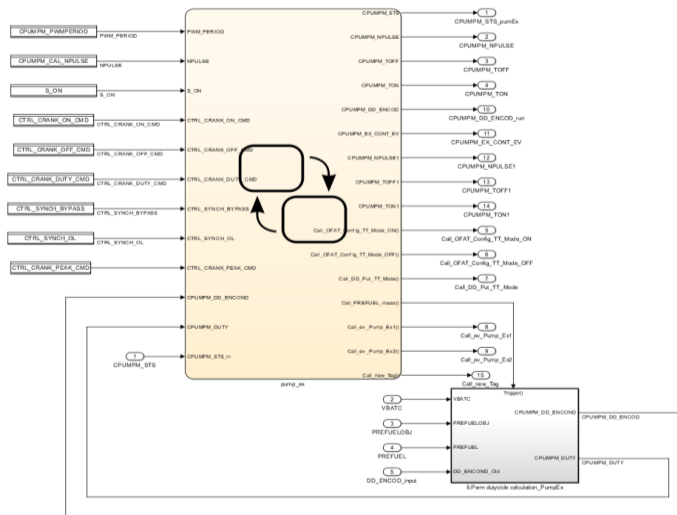 CPUMPM_PWMPERIOD
PWM_PERIOD
CPUMPM_CAL_NPULSE
NPULSE
S_ON
S_ON
CTRL_CRANK_ON_CMD
CTRL_CRANK_ON_CMD
CTRL_CRANK_OFF_CMD
CTRL_CRANK_OFF_CMD
CTRL_CRANK_DUTY_CMD
CTRL_CRANK_DUTY_CMD
CTRL_SYNCH_BYPASS
CTRL_SYNCH_BYPASS
CTRL_SYNCH_OL
CTRL_SYNCH_OL
CTRL_CRANK_PEAK_CMD
1
CPUMPM_STS
PWM_PERIOD
NPULSE
S_ON
CTRL_CRANK_ON_CMD
CTRL_CRANK_OFF_CMD
CTRL_CRANK_DUTY_CMD
CTRL_SYNCH_BYPASS
CTRL_SYNCH_OL
CTRL_CRANK_PEAK_CMD
CPUMPM_DD_ENCOND
CPUMPM_DUTY
CPUMPM_STS_in
CPUMPM_STS
CPUMPM_NPULSE
CPUMPM_TOFF
CPUMPM_TON
CPUMPM_DD_ENCOD
CPUMPM_EX_CONT_EV
CPUMPM_NPULSE1
CPUMPM_TOFF1
CPUMPM_TON1
Call_OFAT_Config_TT_Mode_ON()
Call_OFAT_Config_TT_Mode_OFF()
Call_DD_Put_TT_Mode()
Call_PREFUEL_meas()
Call_ev_Pump_Ex1()
Call_ev_Pump_Ex2()
Call_new_Tag()
pump_ex
1
CPUMPM_STS_pumEx
2
CPUMPM_NPULSE
3
CPUMPM_TOFF
4
CPUMPM_TON
10
CPUMPM_DD_ENCOD_run
11
CPUMPM_EX_CONT_EV
12
CPUMPM_NPULSE1
13
CPUMPM_TOFF1
14
CPUMPM_TON1
5
Call_OFAT_Config_TT_Mode_ON
6
Call_OFAT_Config_TT_Mode_OFF
7
Call_DD_Put_TT_Mode
8
Call_ev_Pump_Ex1
9
Call_ev_Pump_Ex2
15
Call_new_Tag
2
VBATC
3
PREFUELOBJ
4
PREFUEL
5
DD_ENCOD_input
Trigger()
VBATC
PREFUELOBJ
PREFUEL
DD_ENCOND_ON
CPUMPM_DD_ENCOND
CPUMPM_DUTY
CPUMPM_DD_ENCOD
CPUMPM_DUTY
5.Pwm dutycicle calculation_PumpEx